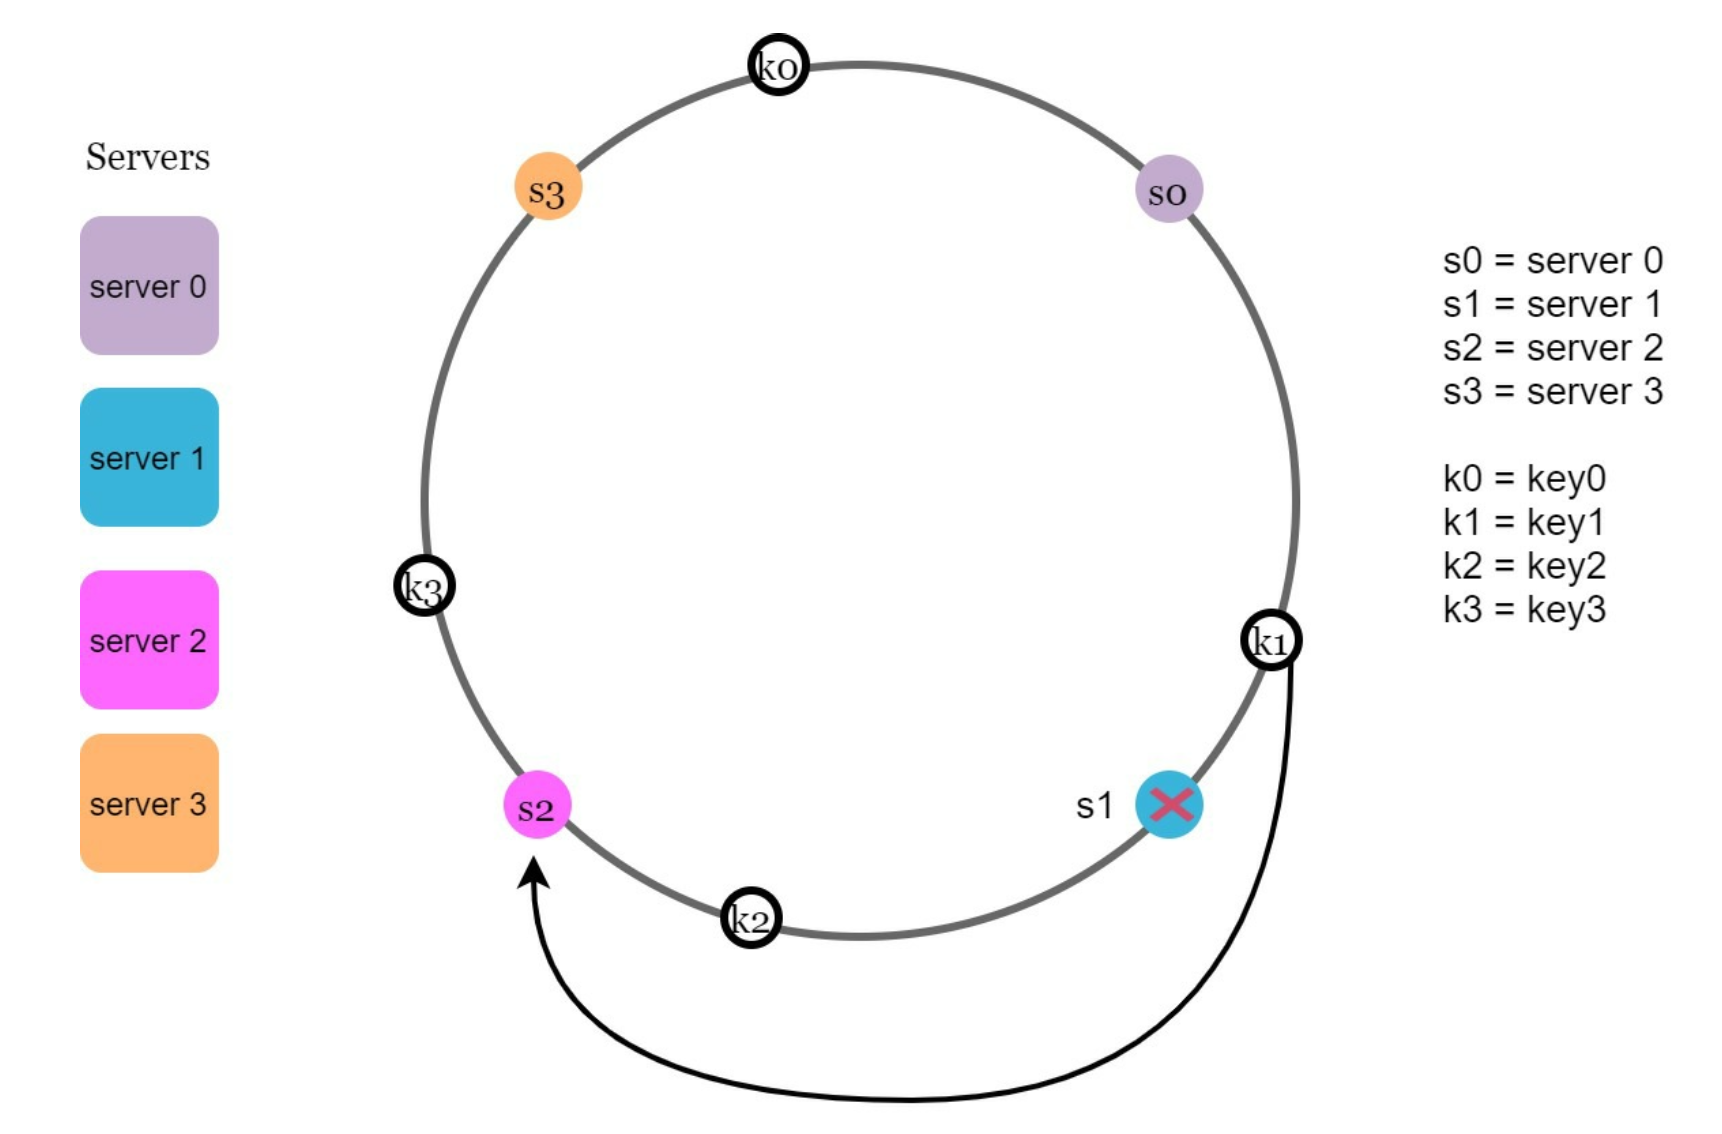 Servers
server 0
server 1
server 2
server 3
k0
s3
s0
k3
k1
s2
s1
k2
s0 = server 0
s1 = server 1
s2 = server 2
s3 = server 3
k0 = key0
k1 = key1
k2 = key2
k3 = key3